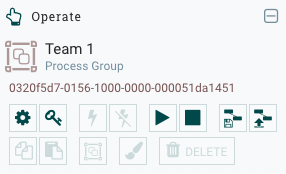 Operate
Team 1
Process Group
0320f5d7-0156-1000-0000-000051da1451
DELETE